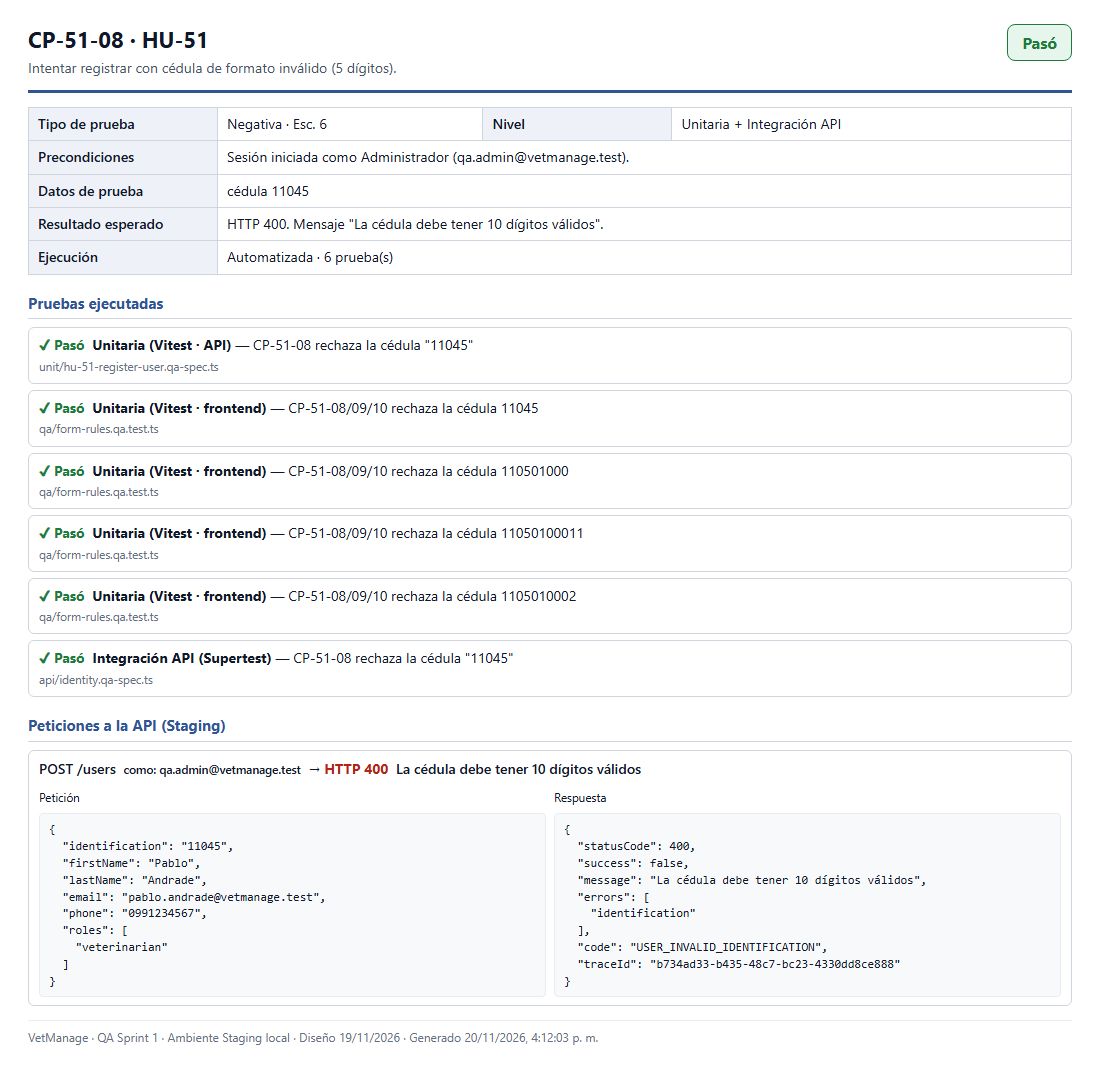 CP-51-08 · HU-51
Pasó
Intentar registrar con cédula de formato inválido (5 dígitos).
Tipo de prueba Negativa · Esc. 6 Nivel Unitaria + Integración API
Precondiciones Sesión iniciada como Administrador (qa.admin@vetmanage.test).
Datos de prueba cédula 11045
Resultado esperado HTTP 400. Mensaje "La cédula debe tener 10 dígitos válidos".
Ejecución Automatizada · 6 prueba(s)
Pruebas ejecutadas
✓ Pasó Unitaria (Vitest · API) — CP-51-08 rechaza la cédula "11045"
unit/hu-51-register-user.qa-spec.ts
✓ Pasó Unitaria (Vitest · frontend) — CP-51-08/09/10 rechaza la cédula 11045
qa/form-rules.qa.test.ts
✓ Pasó Unitaria (Vitest · frontend) — CP-51-08/09/10 rechaza la cédula 110501000
qa/form-rules.qa.test.ts
✓ Pasó Unitaria (Vitest · frontend) — CP-51-08/09/10 rechaza la cédula 11050100011
qa/form-rules.qa.test.ts
✓ Pasó Unitaria (Vitest · frontend) — CP-51-08/09/10 rechaza la cédula 1105010002
qa/form-rules.qa.test.ts
✓ Pasó Integración API (Supertest) — CP-51-08 rechaza la cédula "11045"
api/identity.qa-spec.ts
Peticiones a la API (Staging)
POST /users como: qa.admin@vetmanage.test → HTTP 400 La cédula debe tener 10 dígitos válidos
Petición
{
"identification": "11045",
"firstName": "Pablo",
"lastName": "Andrade",
"email": "pablo.andrade@vetmanage.test",
"phone": "0991234567",
"roles": [
"veterinarian"
]
}
Respuesta
{
"statusCode": 400,
"success": false,
"message": "La cédula debe tener 10 dígitos válidos",
"errors": [
"identification"
],
"code": "USER_INVALID_IDENTIFICATION",
"traceId": "b734ad33-b435-48c7-bc23-4330dd8ce888"
}
VetManage · QA Sprint 1 · Ambiente Staging local · Diseño 19/11/2026 · Generado 20/11/2026, 4:12:03 p. m.